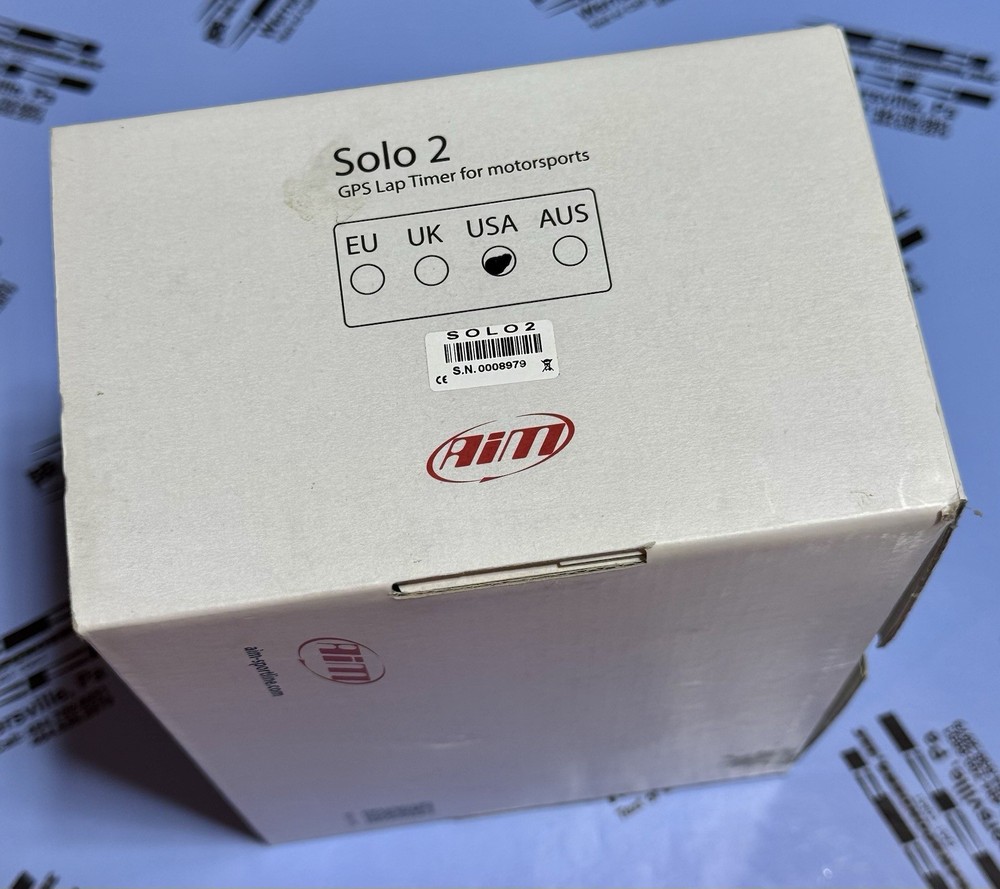 Solo 2
GPS Lap Timer for motorsports
EU UK USA AUS
SOLO2
S.N. 0008979
CE
AiM
AiM
aim-sportline.com